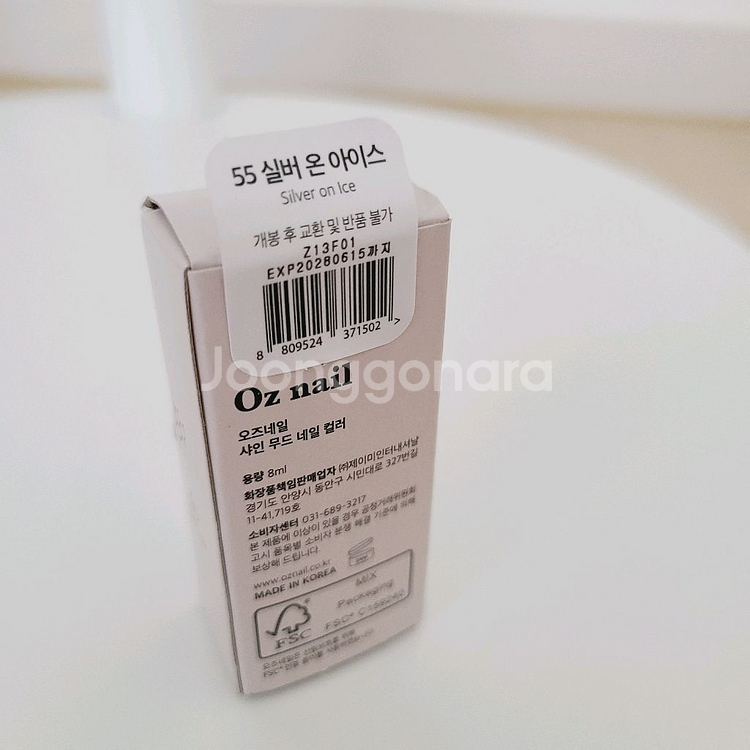 55 실버 온 아이스
Silver on Ice
개봉 후 교환 및 반품 불가
Z13F01
EXP20280615까지
8 809524 371502 >
Joonggonara
Oz nail
오즈네일
샤인 무드 네일 컬러
용량 8ml
화장품책임판매업자 ㈜제이미인터내셔날
경기도 안양시 동안구 시민대로 327번길
11-41,719호
소비자센터 031-689-3217
본 제품에 이상이 있을 경우 공정거래위원회
고시 품목별 소비자 분쟁 해결 기준에 의해
보상해 드립니다.
www.oznail.co.kr
MADE IN KOREA
FSC
MIX
Packaging
FSC® C159240